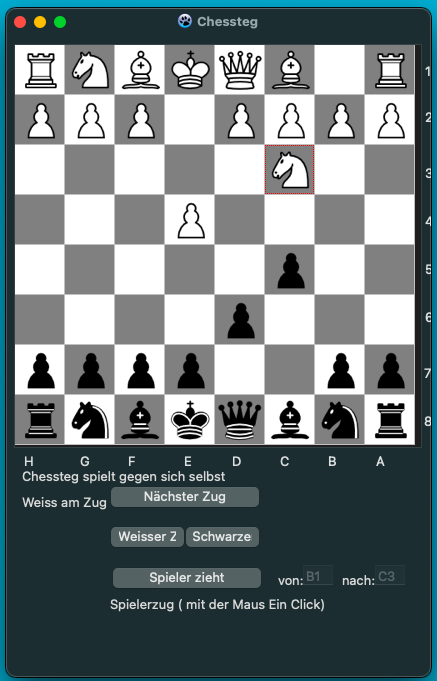 Chessteg
1
2
3
4
5
6
7
8
H G F E D C B A
Chessteg spielt gegen sich selbst
Weiss am Zug Nächster Zug
Weisser Z Schwarze
Spieler zieht von: B1 nach: C3
Spielerzug ( mit der Maus Ein Click)